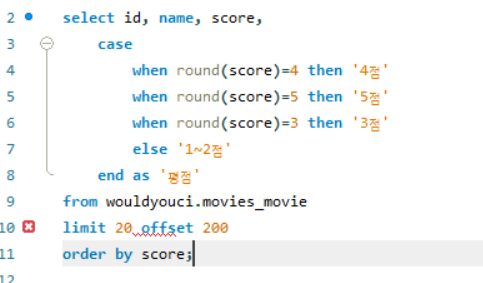 2 select id, name, score,
3 case
4 when round(score)=4 then '4점'
5 when round(score)=5 then '5점'
6 when round(score)=3 then '3점'
7 else '1~2점'
8 end as '평점'
9 from wouldyouci.movies_movie
10 limit 20 offset 200
11 order by score;
12